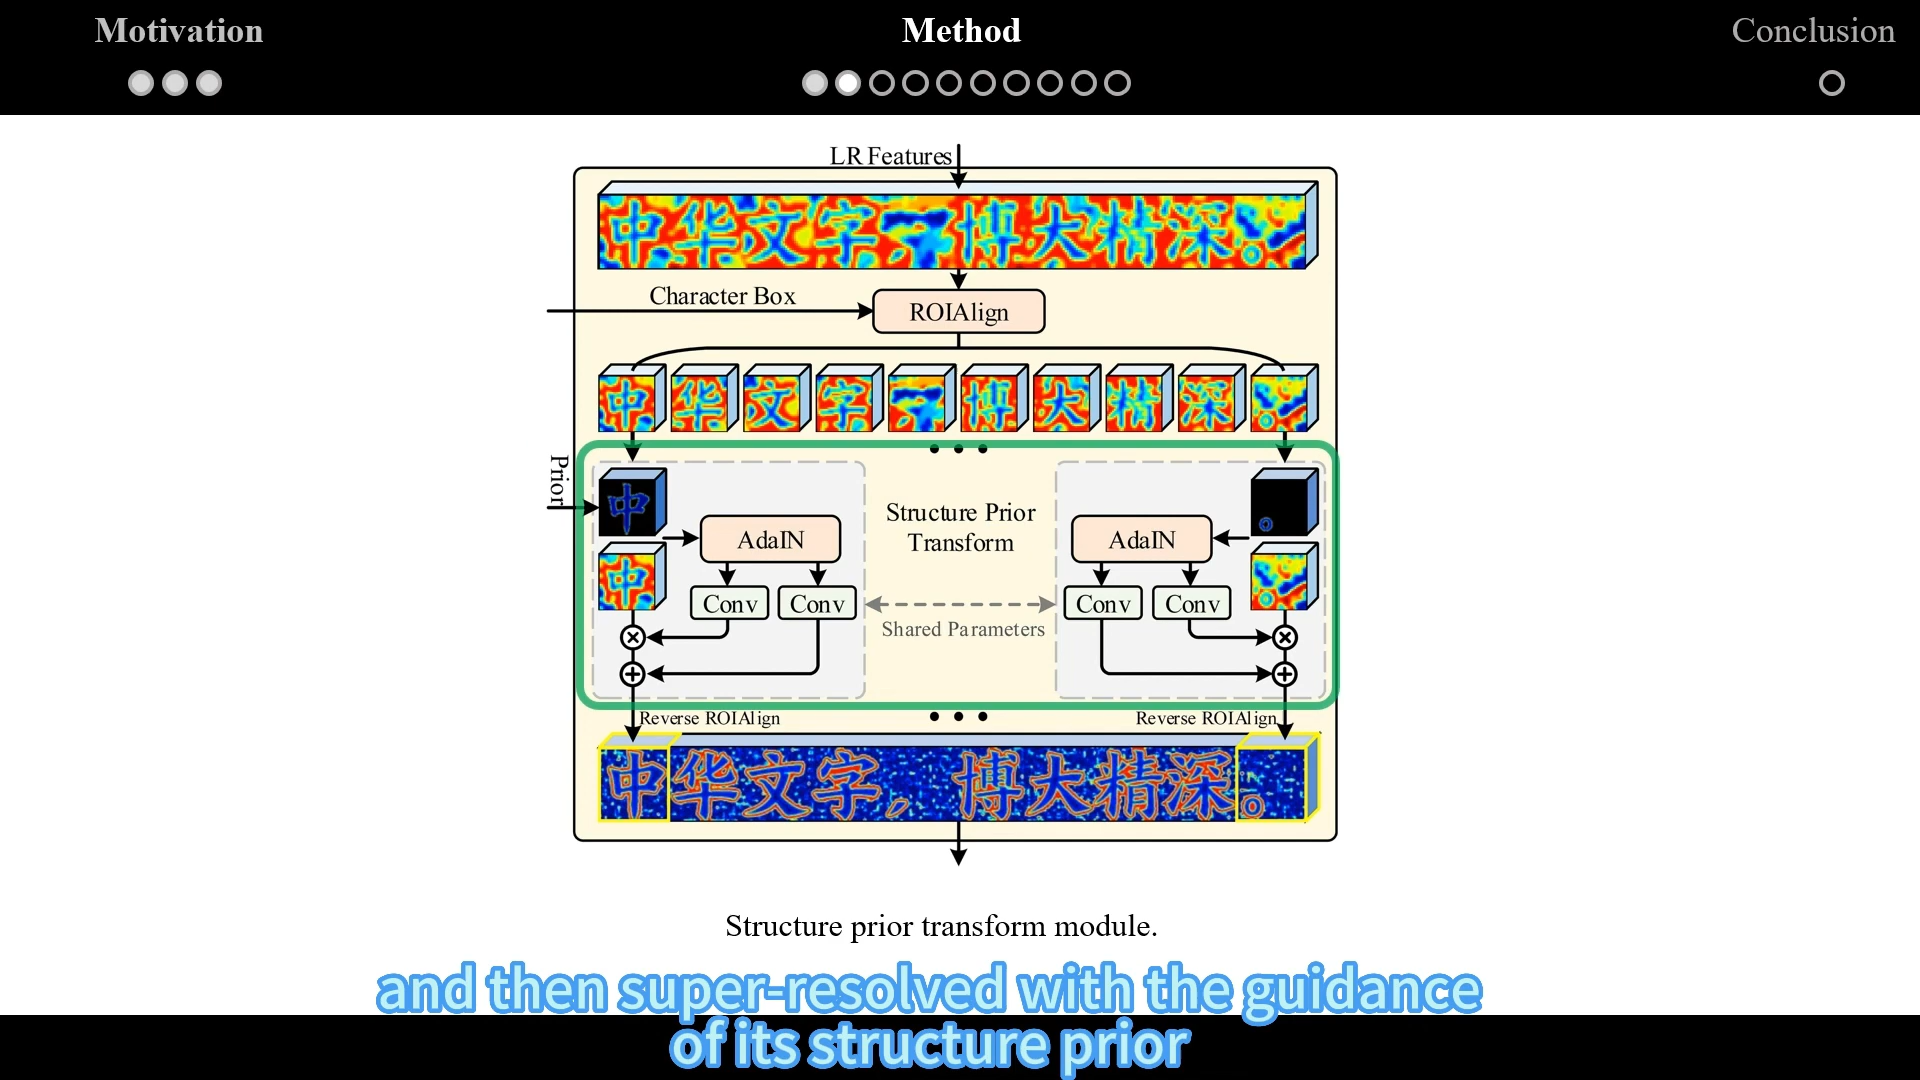 Motivation
Method
Conclusion
LR Features
中华文字,博大精深。
Character Box
ROIAlign
中 华 文 字 , 博 大 精 深 。
Prior
中
。
Structure Prior
Transform
AdaIN
AdaIN
中
。
Conv
Conv
Conv
Conv
Shared Parameters
Reverse ROIAlign
Reverse ROIAlign
中华文字,博大精深。
Structure prior transform module.
and then super-resolved with the guidance
of its structure prior